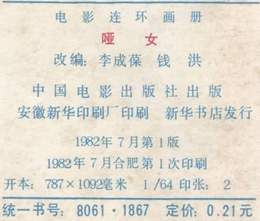 电影连环画册
哑女
改编：李成葆 钱洪
中国电影出版社出版
安徽新华印刷厂印刷 新华书店发行
1982年7月第1版
1982年7月合肥第1次印刷
开本：787×1092毫米 1/64 印张：2
统一书号：8061·1867 定价：0.21元